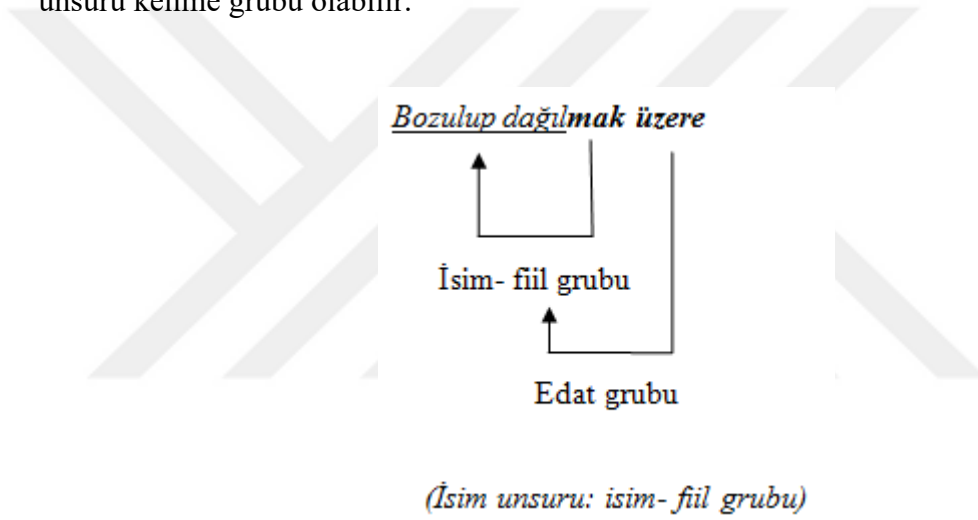 unsuru kelime grubu olabilir.
Bozulup dağılmak üzere
İsim- fiil grubu
Edat grubu
(İsim unsuru: isim- fiil grubu)